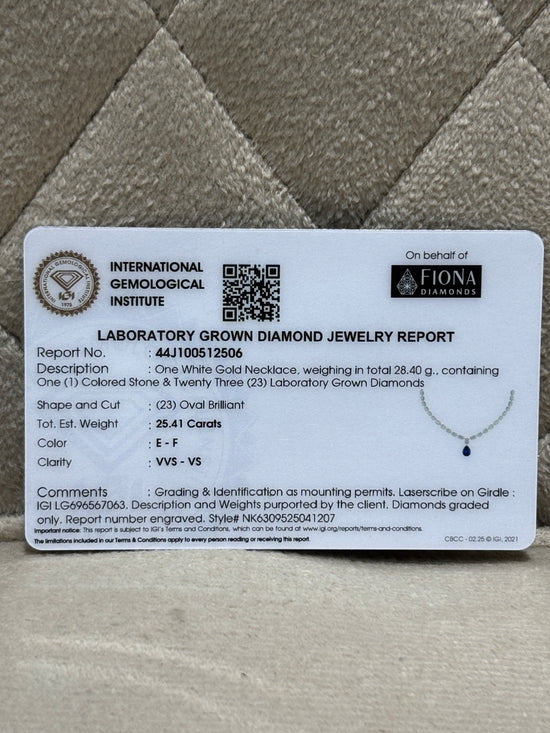 INTERNATIONAL GEMOLOGICAL INSTITUTE
IGI
1975
INTERNATIONAL
GEMOLOGICAL
INSTITUTE
On behalf of
FIONA
DIAMONDS
LABORATORY GROWN DIAMOND JEWELRY REPORT
Report No. : 44J100512506
Description : One White Gold Necklace, weighing in total 28.40 g., containing
One (1) Colored Stone & Twenty Three (23) Laboratory Grown Diamonds
Shape and Cut : (23) Oval Brilliant
Tot. Est. Weight : 25.41 Carats
Color : E - F
Clarity : VVS - VS
Comments : Grading & Identification as mounting permits. Laserscribe on Girdle :
IGI LG696567063. Description and Weights purported by the client. Diamonds graded
only. Report number engraved. Style# NK6309525041207
Important notice: This report is subject to IGI's Terms and Conditions, which can be found at www.igi.org/reports/terms-and-conditions.
The limitations included in our Terms & Conditions apply to every person reading or receiving this report.
CBCC - 02.25 © IGI, 2021